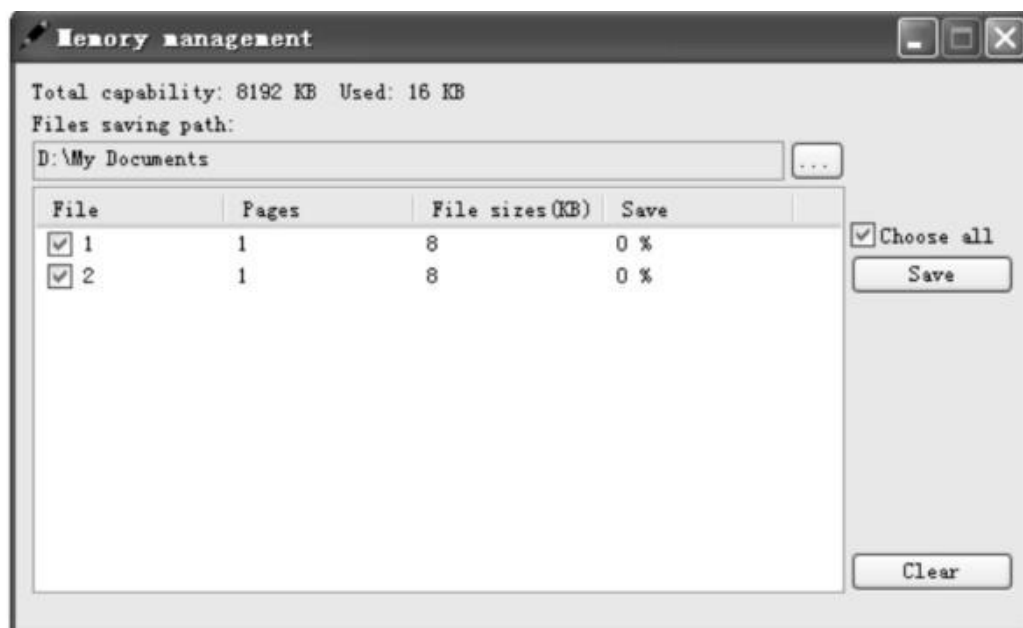 Memory management
Total capability: 8192 KB Used: 16 KB
Files saving path:
D:\My Documents
...
File Pages File sizes(KB) Save
1 1 8 0 %
2 1 8 0 %
Choose all
Save
Clear